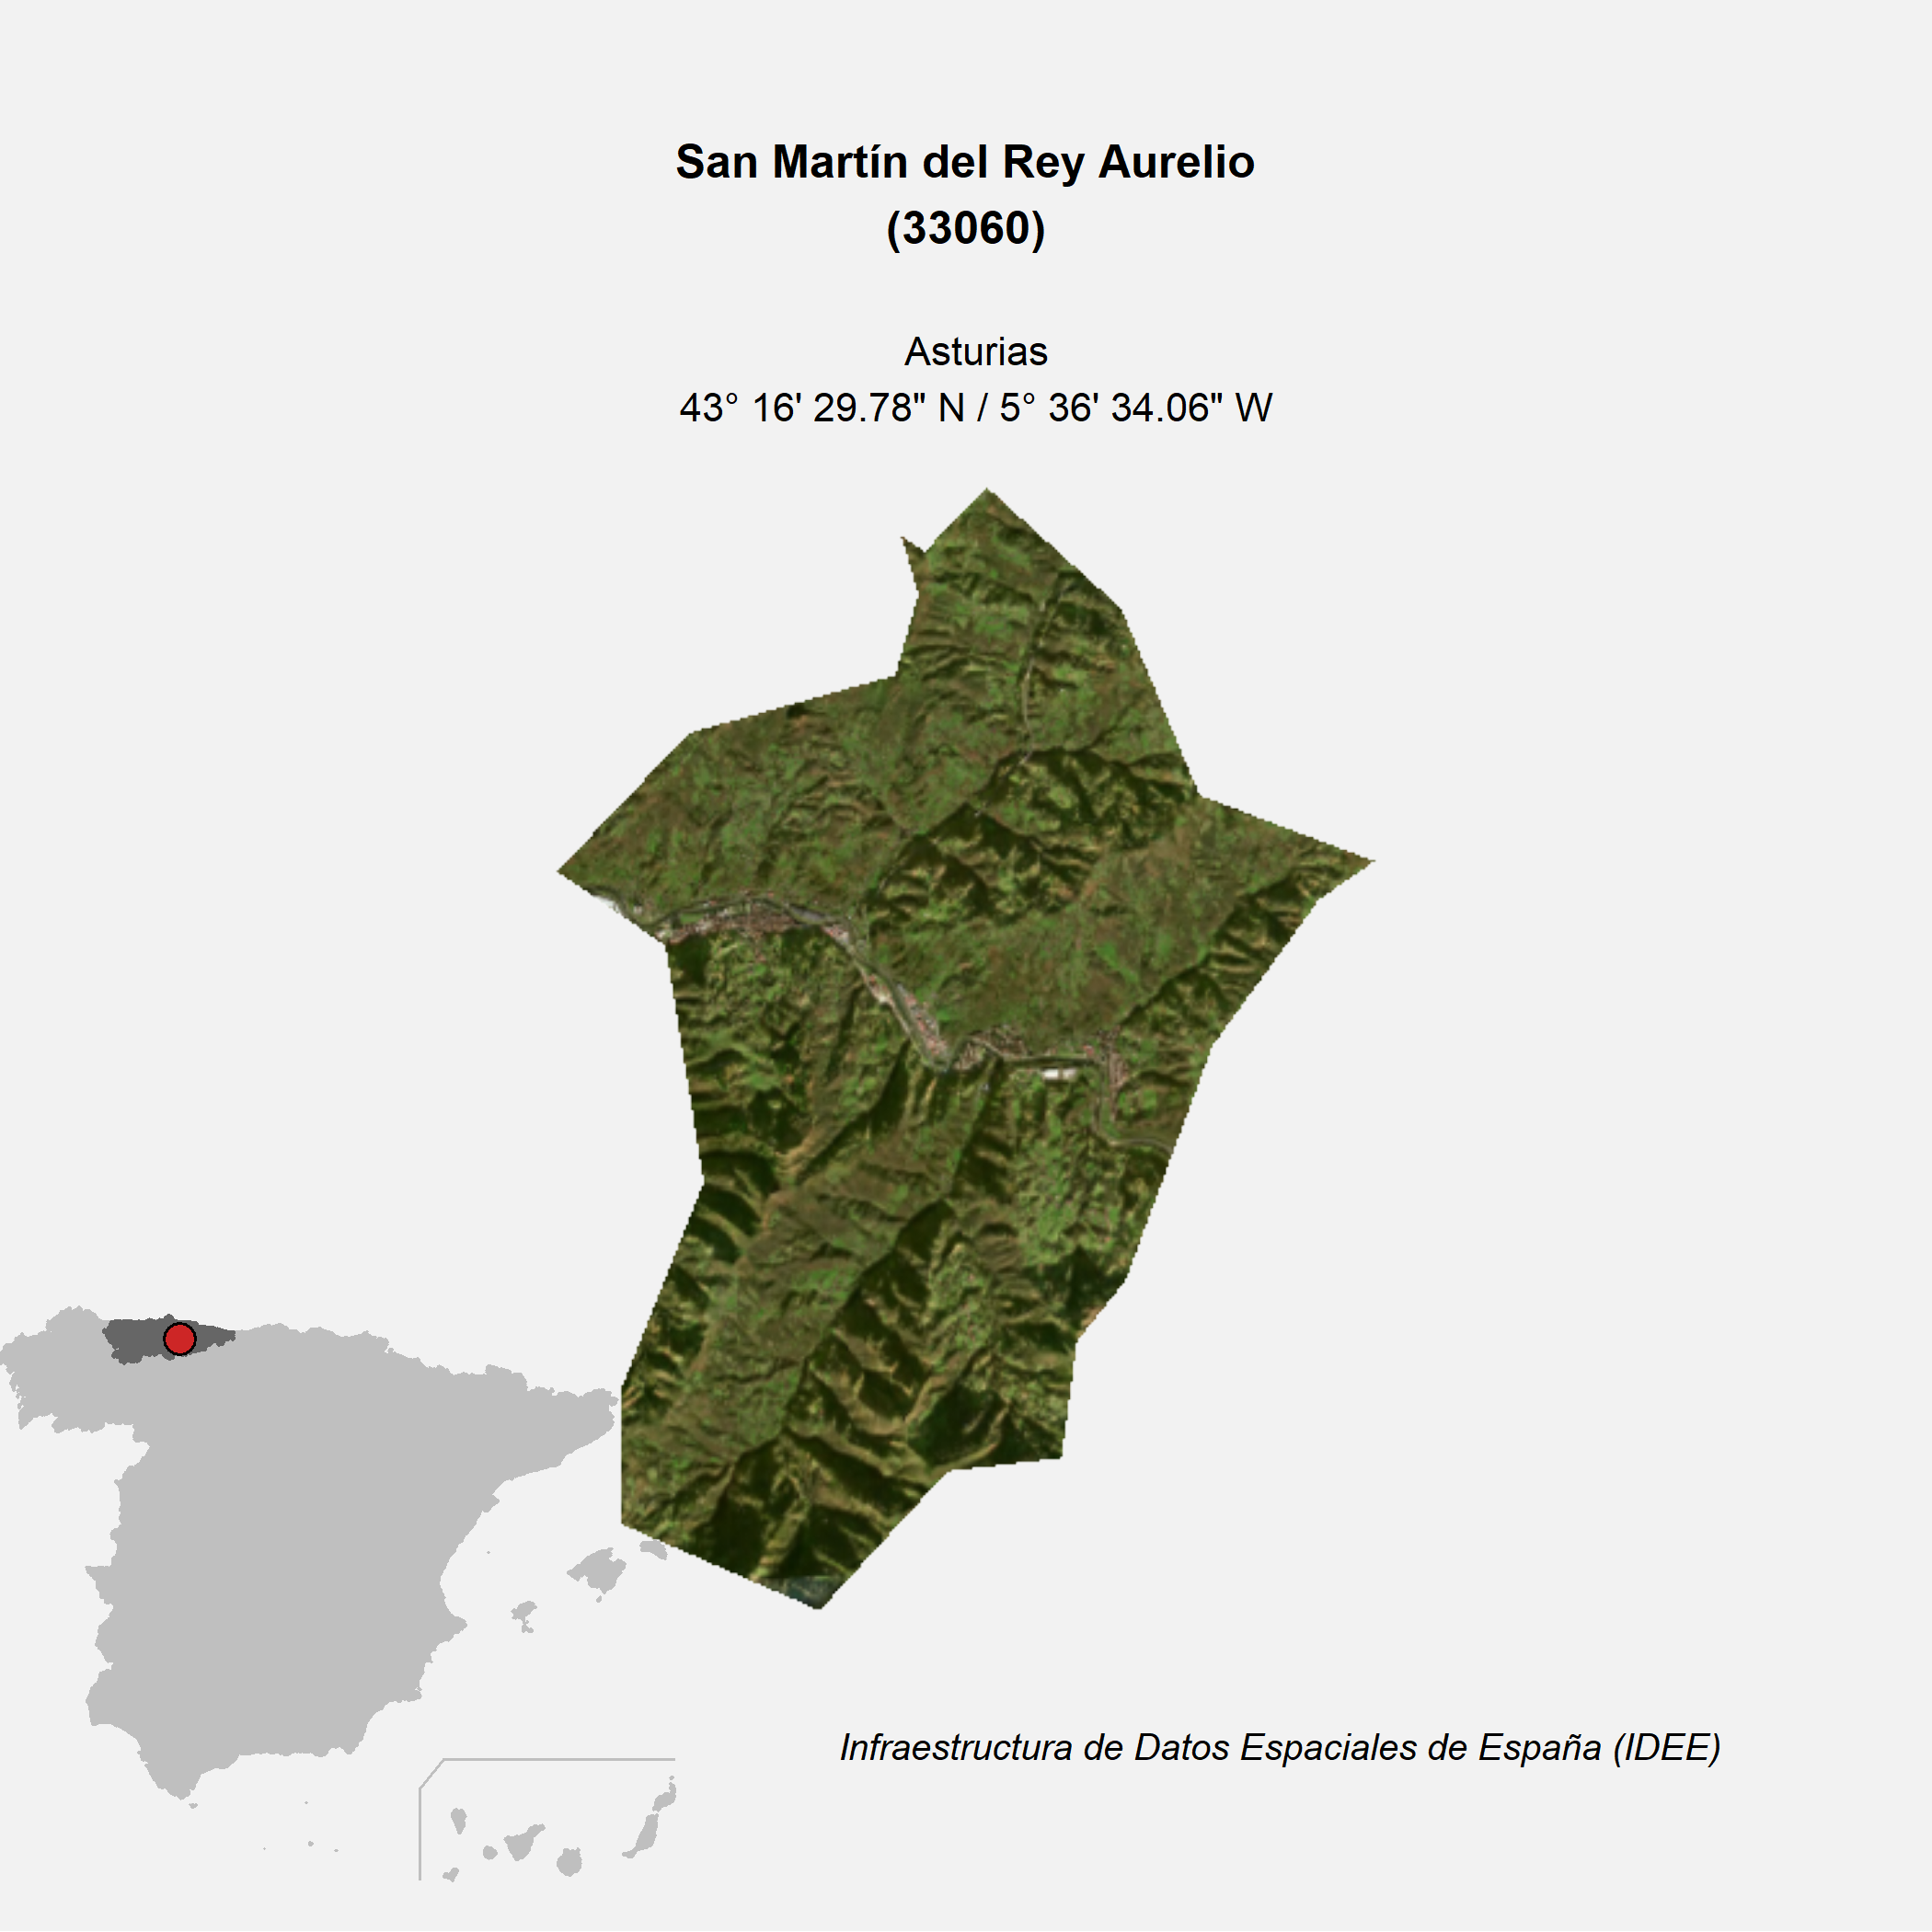 San Martín del Rey Aurelio
(33060)
Asturias
43° 16' 29.78" N / 5° 36' 34.06" W
Infraestructura de Datos Espaciales de España (IDEE)